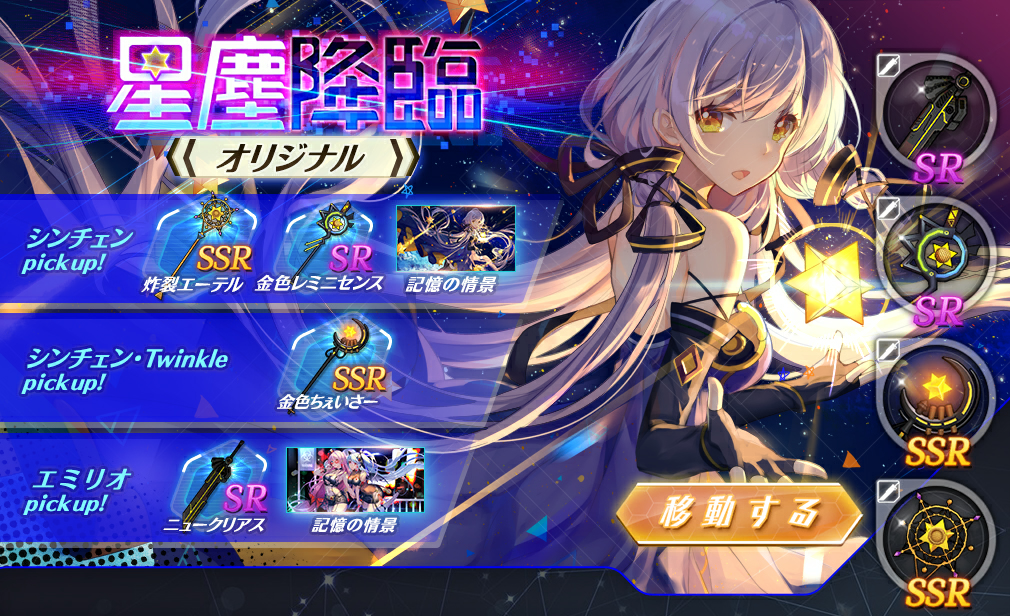 星塵降臨
オリジナル
シンチェン
pickup!
SSR
炸裂エーテル
SR
金色レミニセンス
記憶の情景
シンチェン・Twinkle
pickup!
SSR
金色ちぇいさー
エミリオ
pickup!
SR
ニュークリアス
記憶の情景
移動する
SR
SR
SSR
SSR